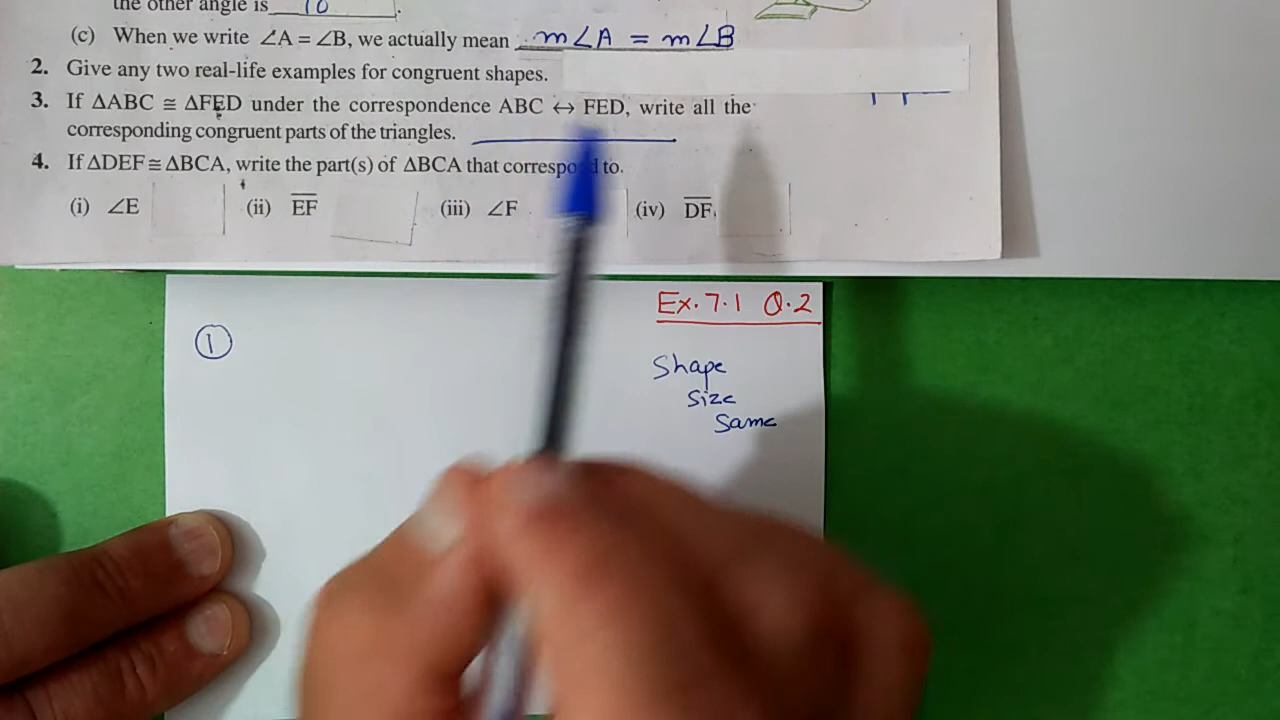 the other angle is 10.
(c) When we write ∠A = ∠B, we actually mean m∠A = m∠B
2. Give any two real-life examples for congruent shapes.
3. If ΔABC ≅ ΔFED under the correspondence ABC ↔ FED, write all the
corresponding congruent parts of the triangles.
4. If ΔDEF ≅ ΔBCA, write the part(s) of ΔBCA that correspond to.
(i) ∠E (ii) E̅F̅ (iii) ∠F (iv) D̅F̅
Ex. 7.1 Q.2
1
Shape
Size
Same